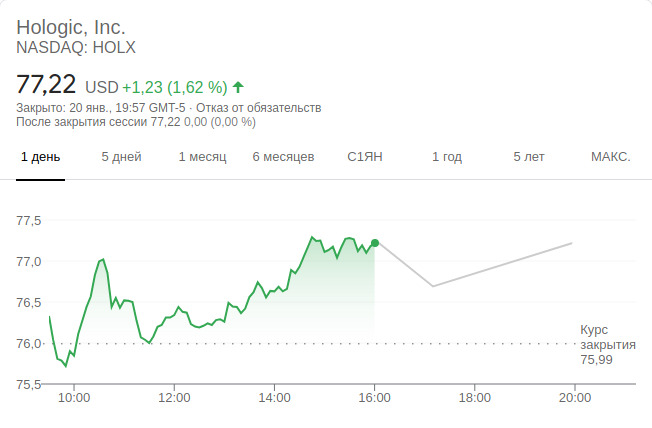 Hologic, Inc.
NASDAQ: HOLX
77,22 USD +1,23 (1,62 %)
Закрыто: 20 янв., 19:57 GMT-5 · Отказ от обязательств
После закрытия сессии 77,22 0,00 (0,00 %)
1 день 5 дней 1 месяц 6 месяцев С1ЯН 1 год 5 лет МАКС.
77,5
77,0
76,5
76,0
75,5
Курс
закрытия
75,99
10:00 12:00 14:00 16:00 18:00 20:00